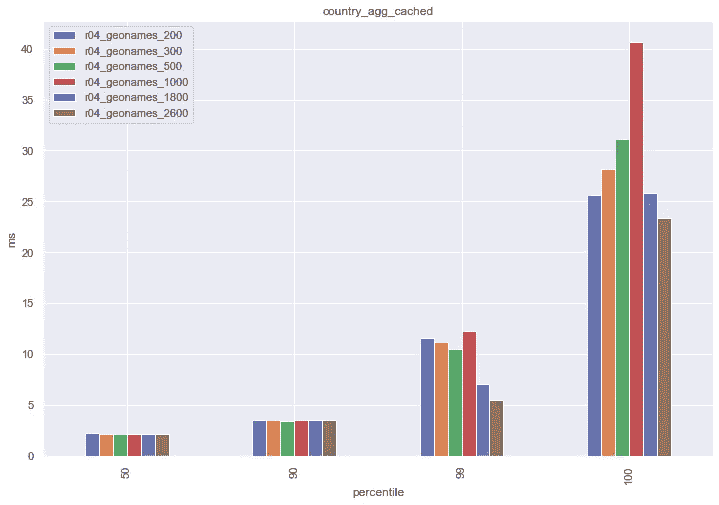 country_agg_cached
r04_geonames_200
r04_geonames_300
r04_geonames_500
r04_geonames_1000
r04_geonames_1800
r04_geonames_2600
40
35
30
25
20
15
10
5
0
ms
50
90
99
100
percentile